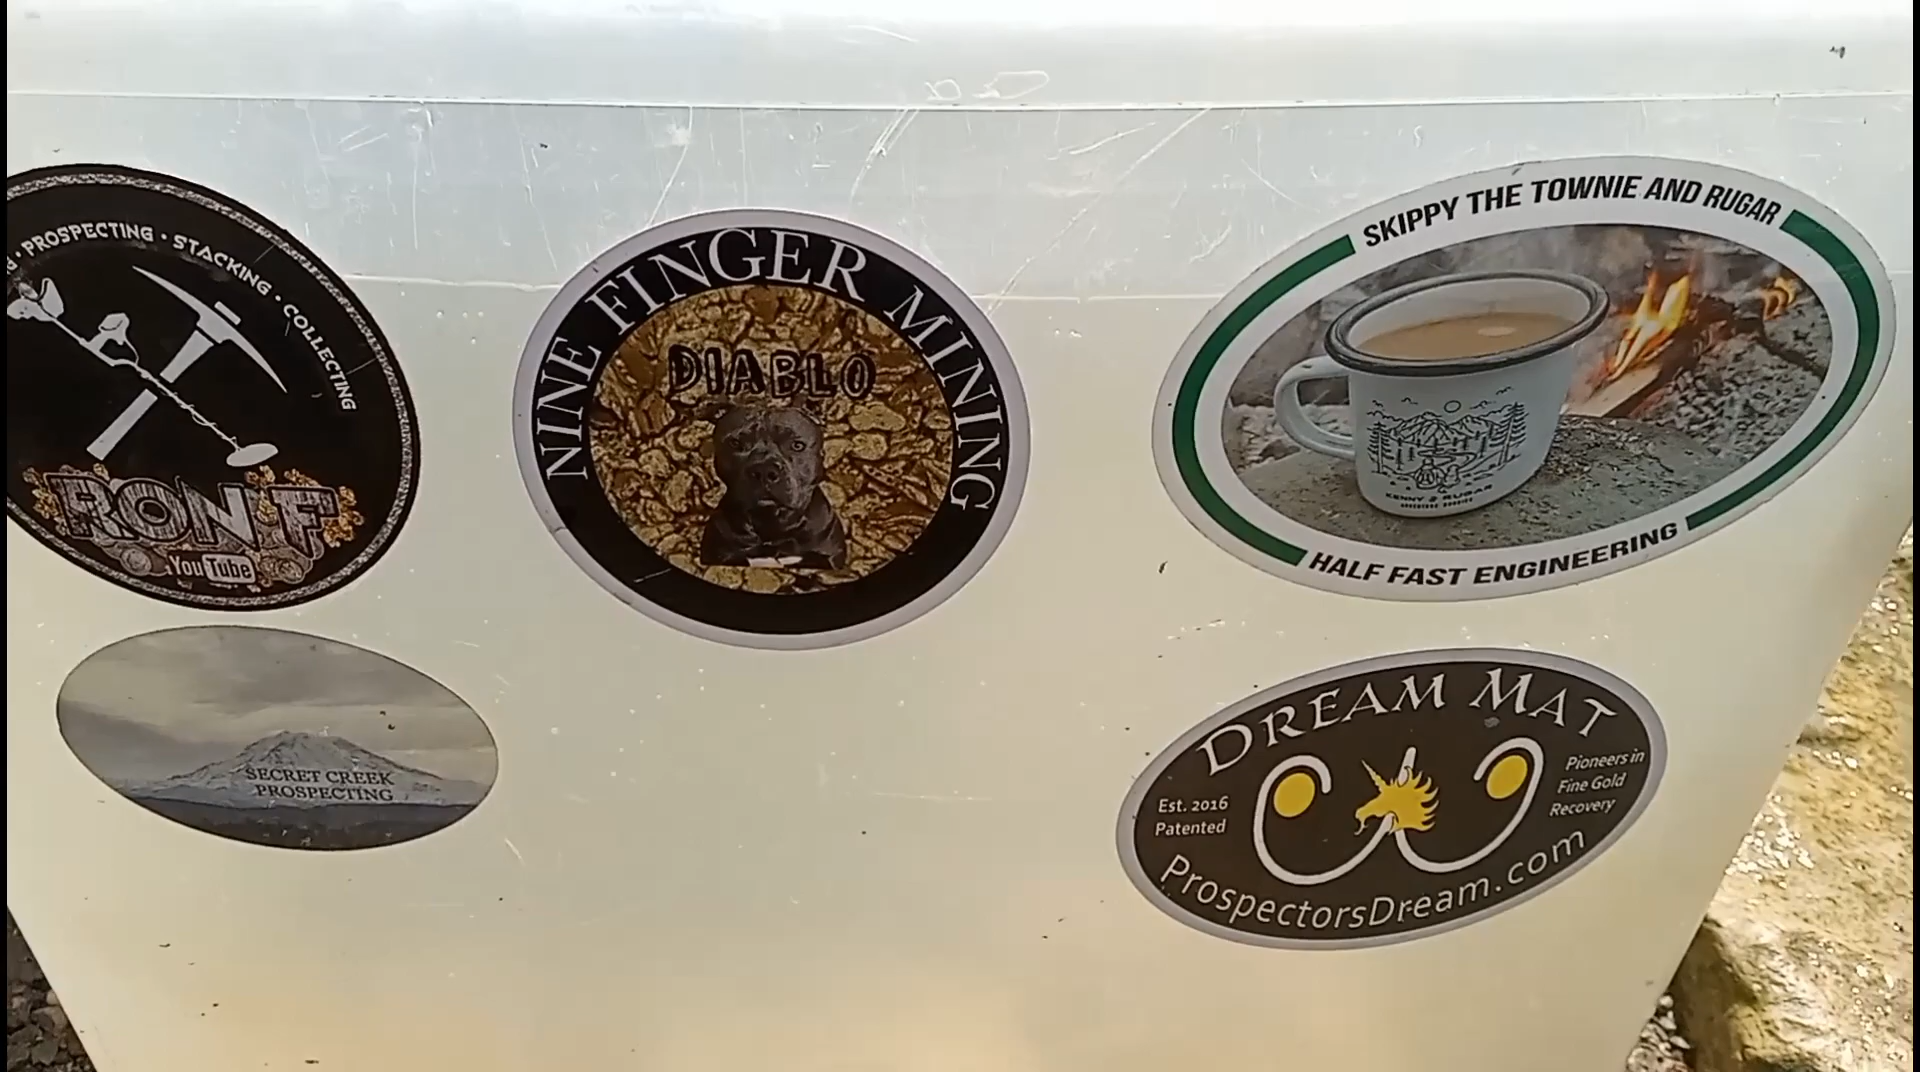 PROSPECTING • STACKING • COLLECTING
RON F
YouTube
NINE FINGER MINING
DIABLO
SKIPPY THE TOWNIE AND RUGAR
KENNY & RUGAR
HALF FAST ENGINEERING
SECRET CREEK
PROSPECTING
DREAM MAT
Est. 2016
Patented
Pioneers in
Fine Gold
Recovery
ProspectorsDream.com